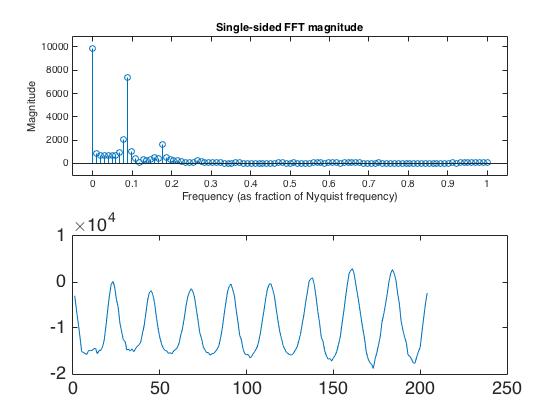 Single-sided FFT magnitude
10000
8000
6000
4000
2000
0
Magnitude
0 0.1 0.2 0.3 0.4 0.5 0.6 0.7 0.8 0.9 1
Frequency (as fraction of Nyquist frequency)
×10^4
1
0
-1
-2
0 50 100 150 200 250